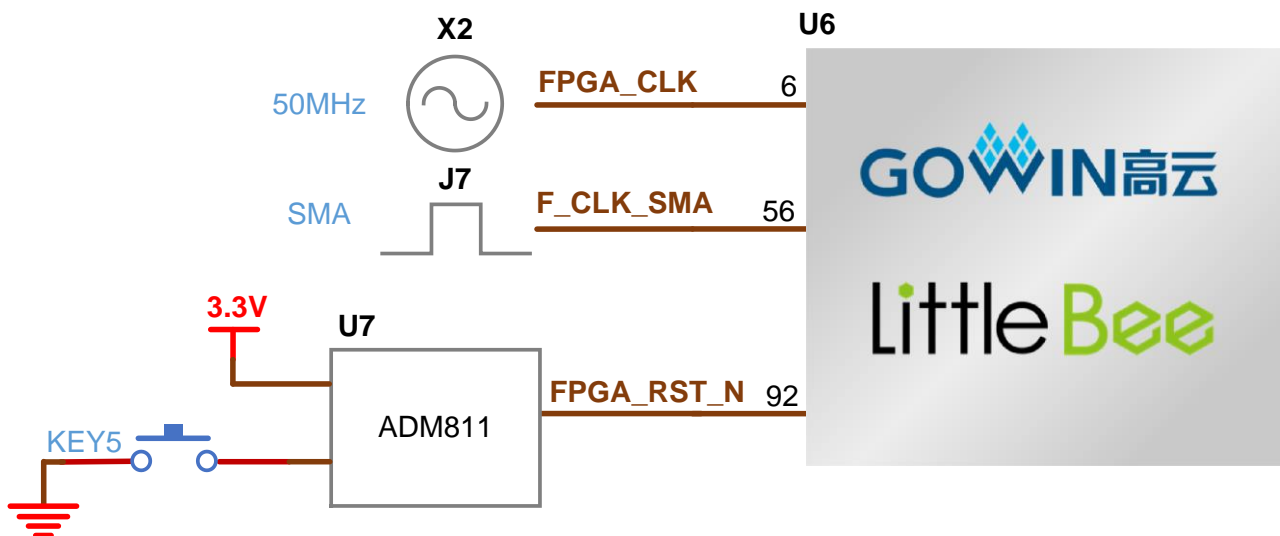 X2
U6
50MHz
FPGA_CLK
6
GOWIN高云
J7
SMA
F_CLK_SMA
56
LittleBee
3.3V
U7
FPGA_RST_N
92
ADM811
KEY5